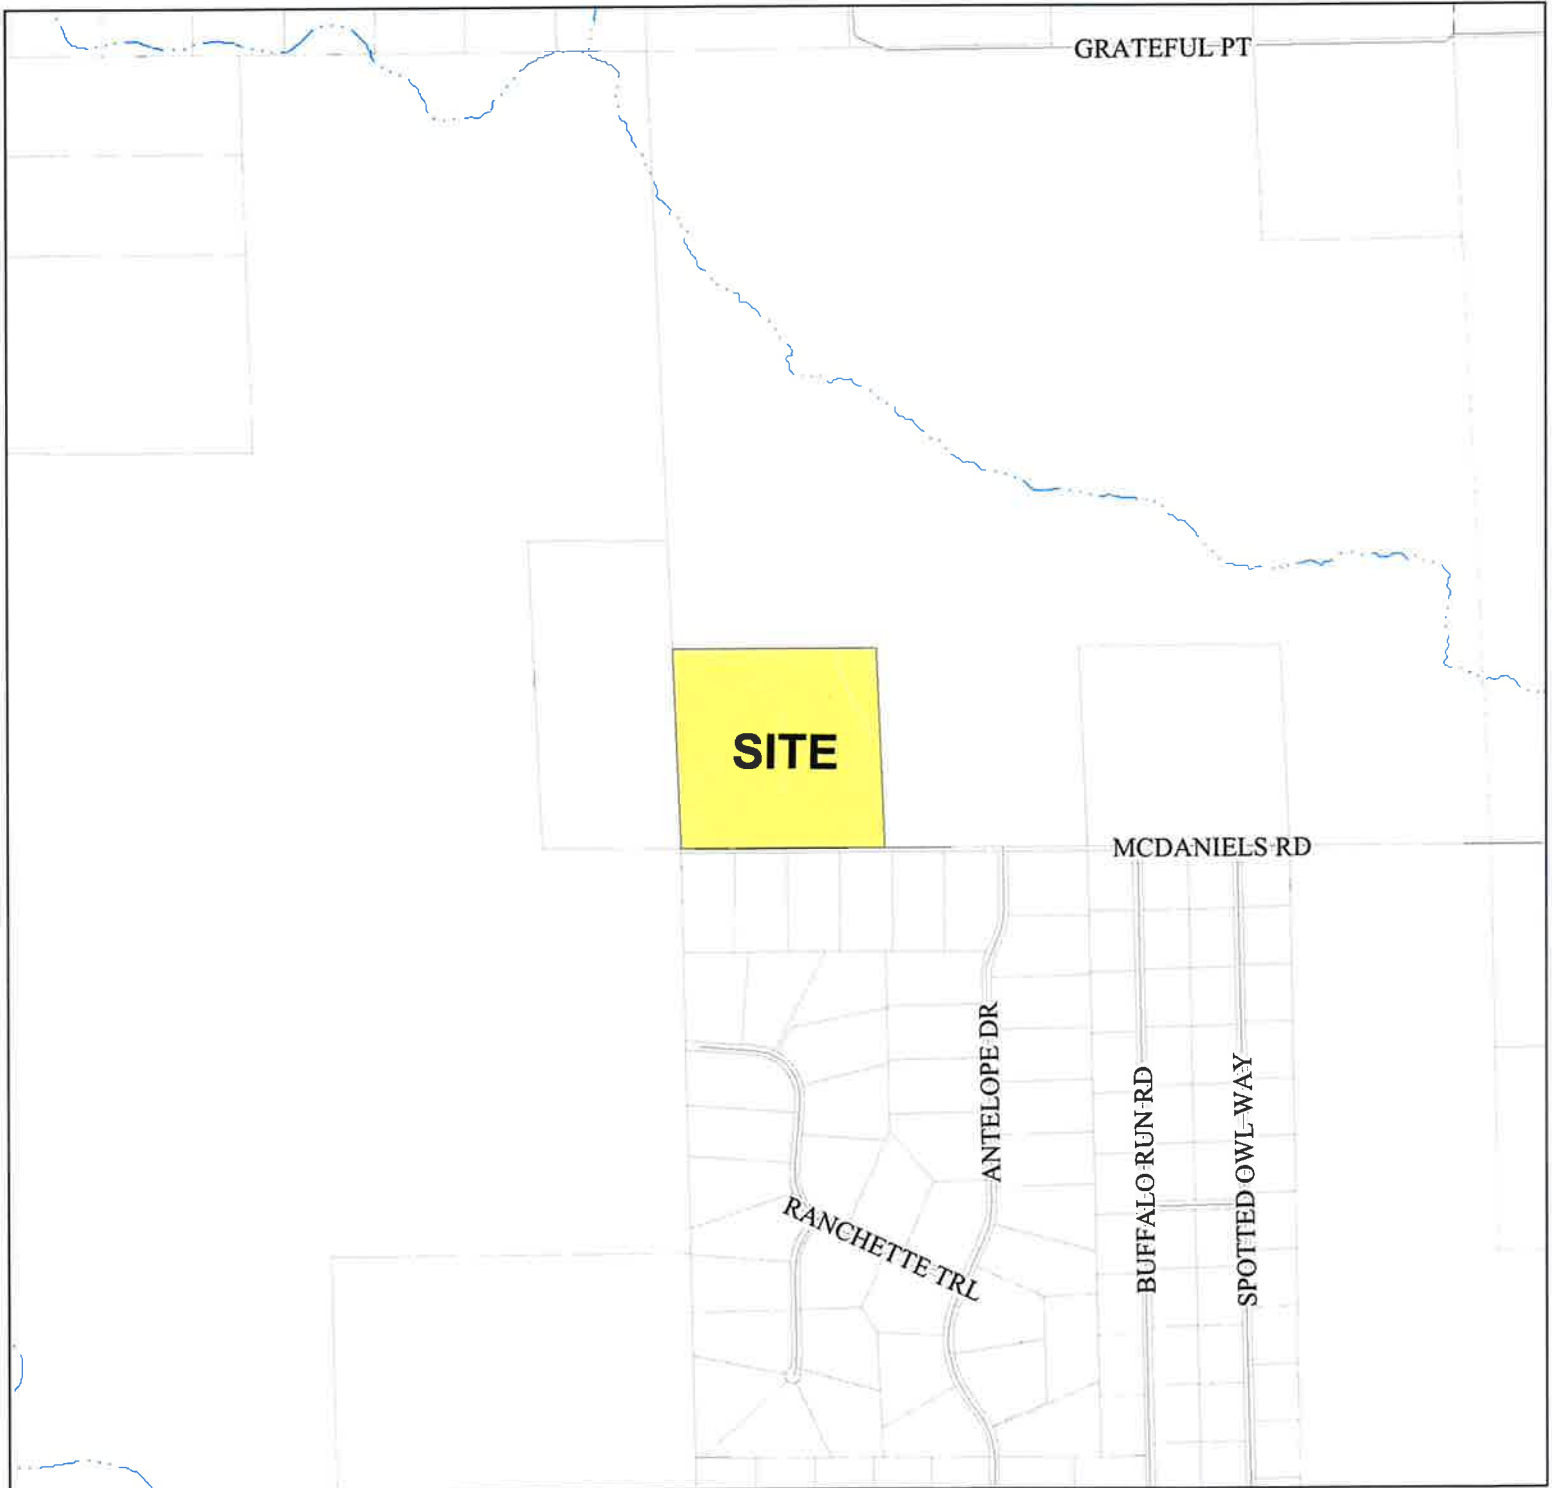 GRATEFUL PT
SITE
MCDANIELS RD
ANTELOPE DR
BUFFALO RUN RD
SPOTTED OWL WAY
RANCHETTE TRL